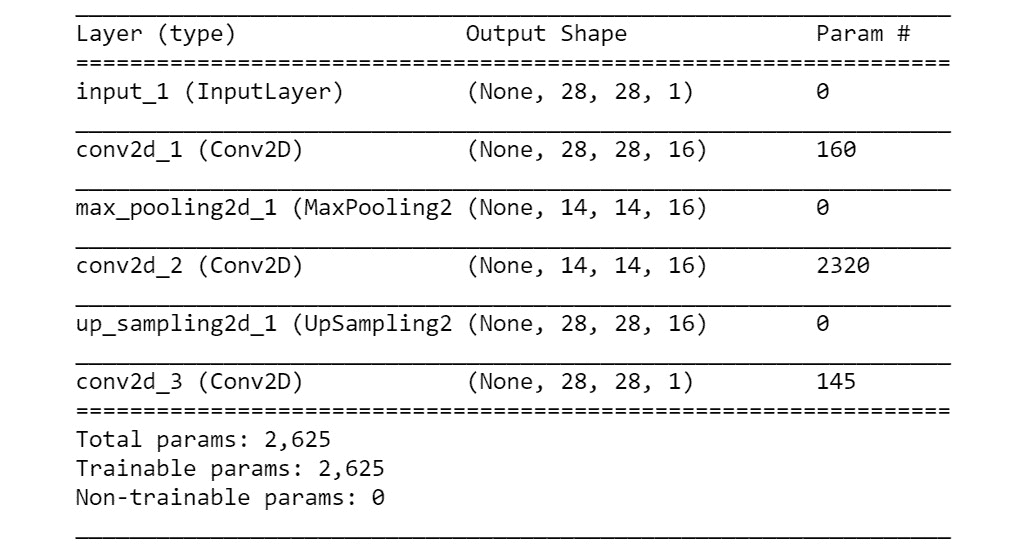 Layer (type) Output Shape Param #
=================================================================
input_1 (InputLayer) (None, 28, 28, 1) 0
conv2d_1 (Conv2D) (None, 28, 28, 16) 160
max_pooling2d_1 (MaxPooling2 (None, 14, 14, 16) 0
conv2d_2 (Conv2D) (None, 14, 14, 16) 2320
up_sampling2d_1 (UpSampling2 (None, 28, 28, 16) 0
conv2d_3 (Conv2D) (None, 28, 28, 1) 145
=================================================================
Total params: 2,625
Trainable params: 2,625
Non-trainable params: 0